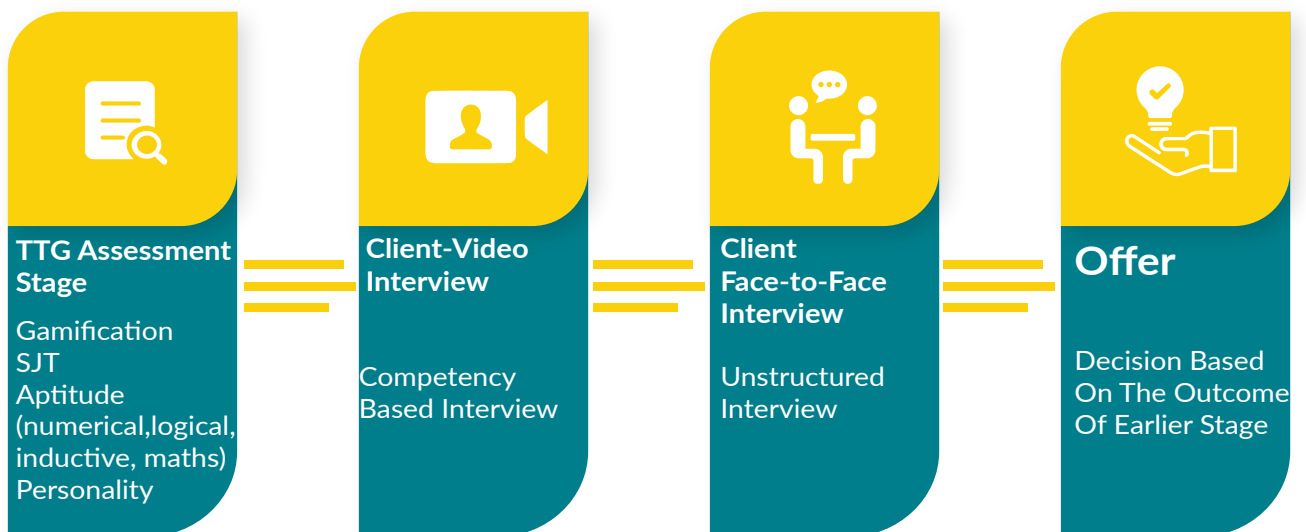 TTG Assessment
Stage
Gamification
SJT
Aptitude
(numerical,logical,
inductive, maths)
Personality
Client-Video
Interview
Competency
Based Interview
Client
Face-to-Face
Interview
Unstructured
Interview
Offer
Decision Based
On The Outcome
Of Earlier Stage